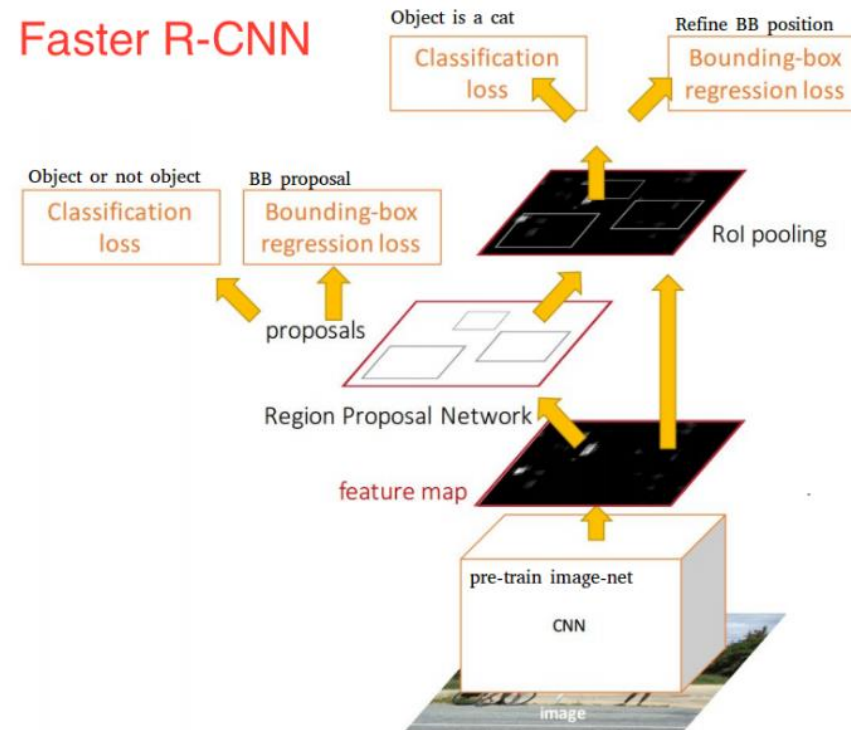 Faster R-CNN
Object is a cat
Classification
loss
Refine BB position
Bounding-box
regression loss
Object or not object
Classification
loss
BB proposal
Bounding-box
regression loss
RoI pooling
proposals
Region Proposal Network
feature map
pre-train image-net
CNN
image